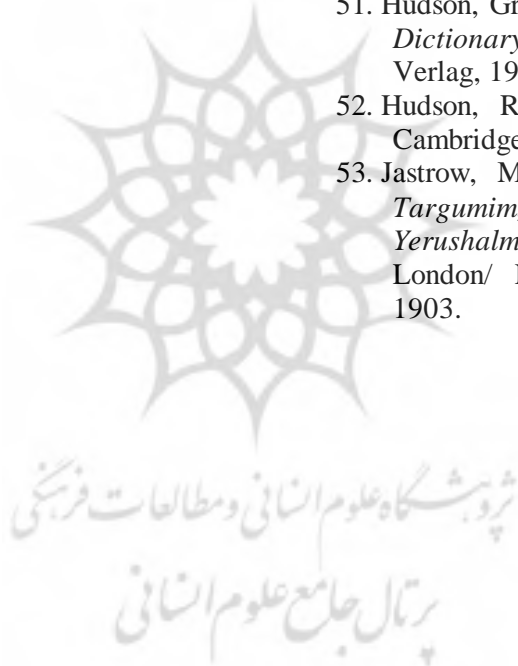 51. Hudson, Gr
Dictionary
Verlag, 19
52. Hudson, R
Cambridge
53. Jastrow, M
Targumim,
Yerushalm
London/
1903.
پژوهشگاه علوم انسانی و مطالعات فرهنگی
پرتال جامع علوم انسانی